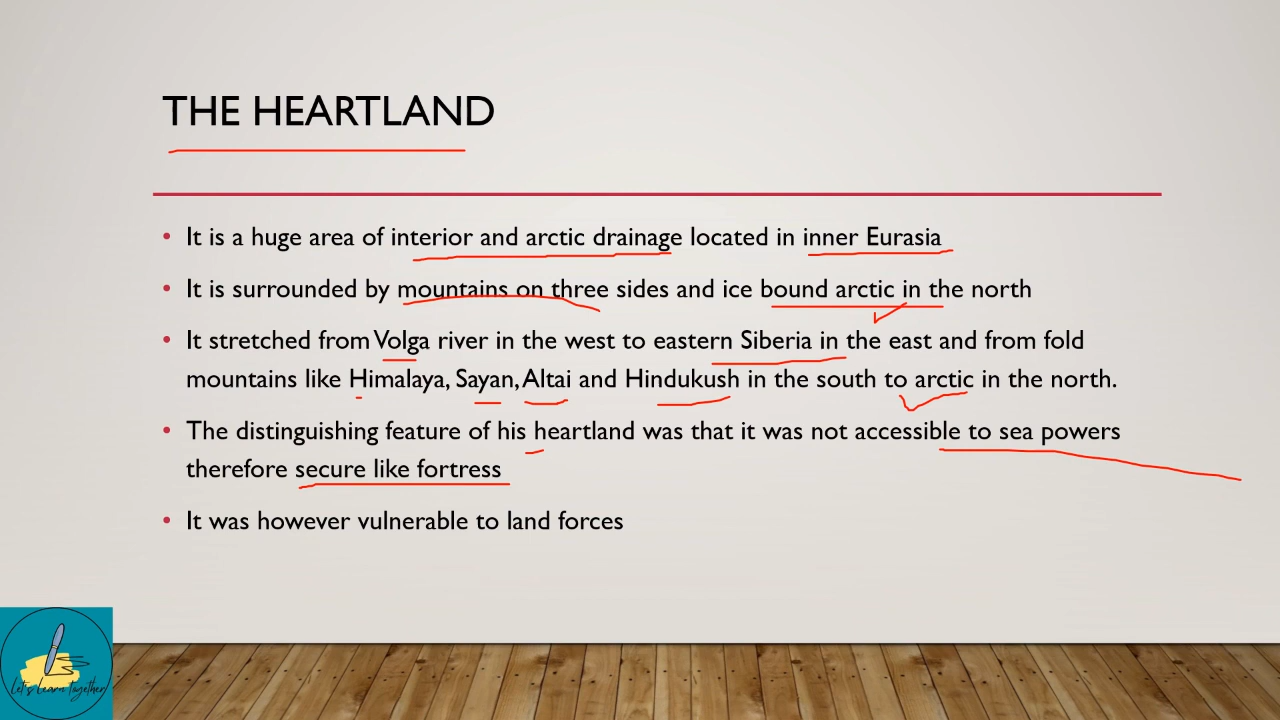 THE HEARTLAND
• It is a huge area of interior and arctic drainage located in inner Eurasia
• It is surrounded by mountains on three sides and ice bound arctic in the north
• It stretched from Volga river in the west to eastern Siberia in the east and from fold
mountains like Himalaya, Sayan, Altai and Hindukush in the south to arctic in the north.
• The distinguishing feature of his heartland was that it was not accessible to sea powers
therefore secure like fortress
• It was however vulnerable to land forces
Let's learn together